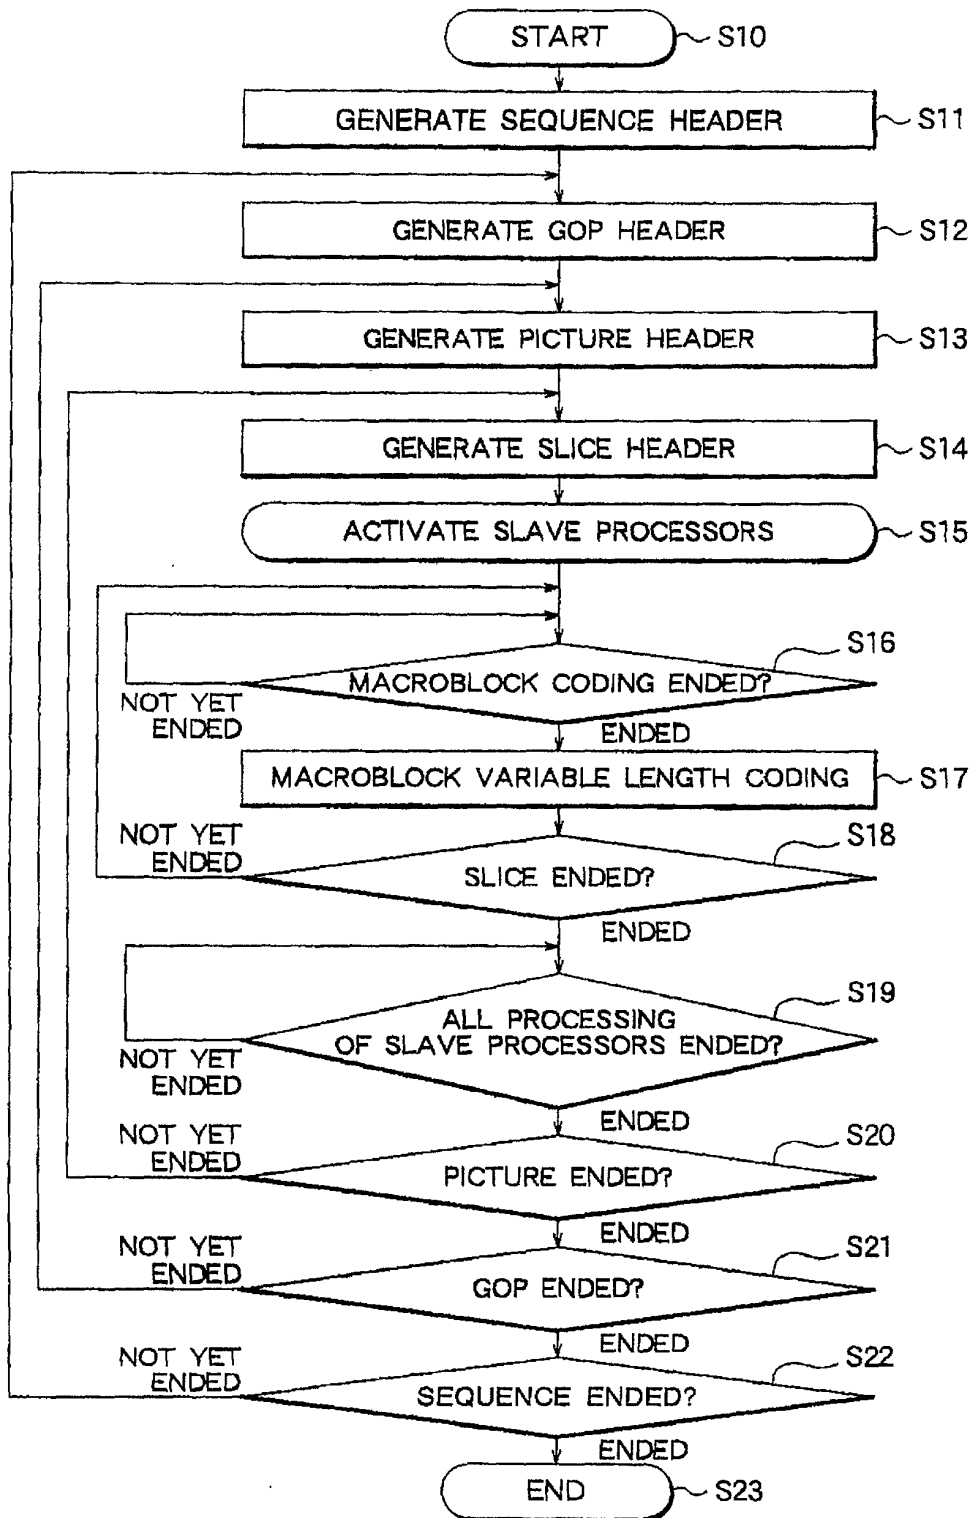 START
S10
GENERATE SEQUENCE HEADER
S11
GENERATE GOP HEADER
S12
GENERATE PICTURE HEADER
S13
GENERATE SLICE HEADER
S14
ACTIVATE SLAVE PROCESSORS
S15
S16
MACROBLOCK CODING ENDED?
NOT YET
ENDED
ENDED
MACROBLOCK VARIABLE LENGTH CODING
S17
NOT YET
ENDED
S18
SLICE ENDED?
ENDED
S19
ALL PROCESSING
OF SLAVE PROCESSORS ENDED?
NOT YET
ENDED
ENDED
NOT YET
ENDED
S20
PICTURE ENDED?
ENDED
NOT YET
ENDED
S21
GOP ENDED?
ENDED
NOT YET
ENDED
S22
SEQUENCE ENDED?
ENDED
END
S23